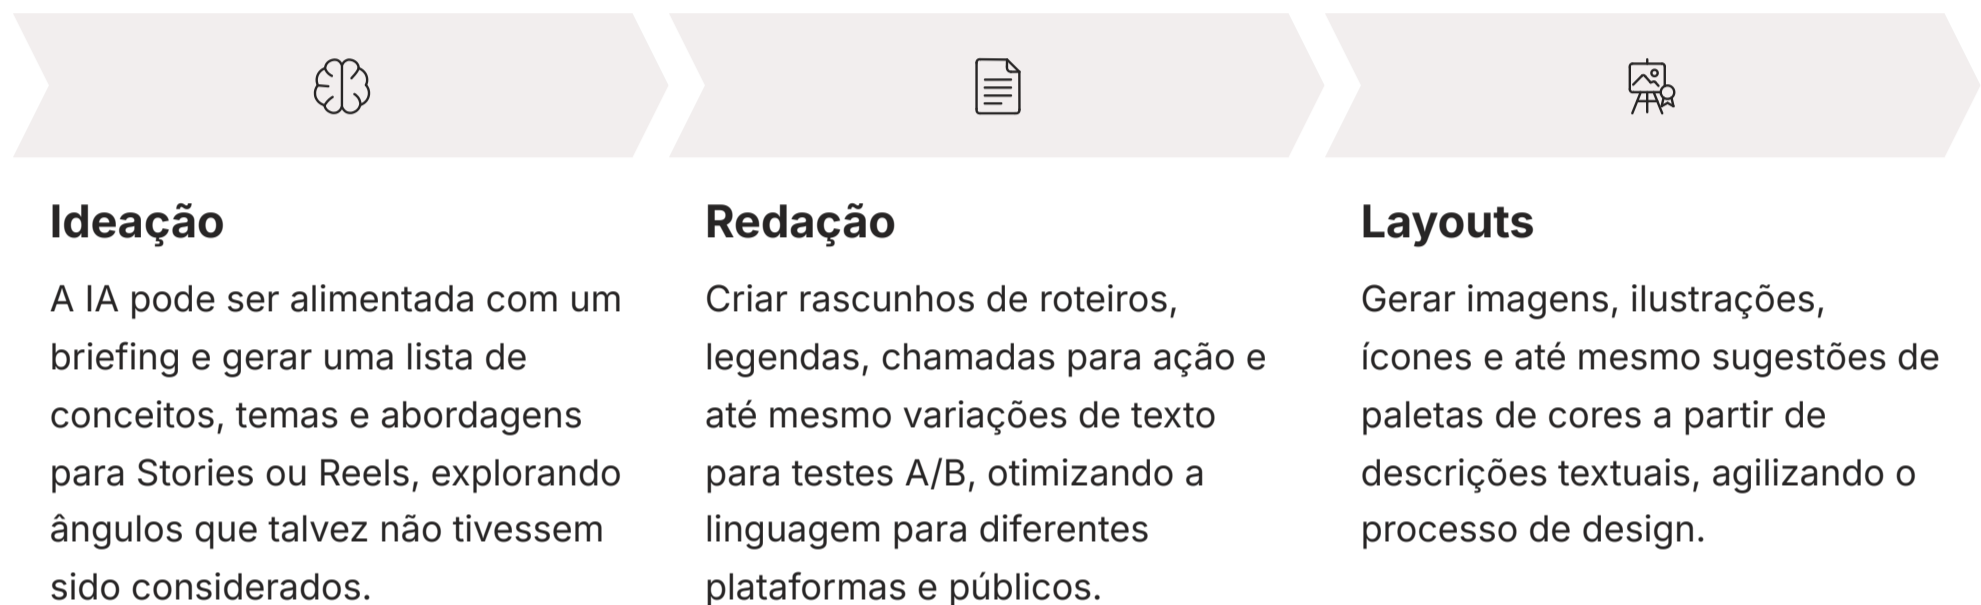 Ideação
A IA pode ser alimentada com um
briefing e gerar uma lista de
conceitos, temas e abordagens
para Stories ou Reels, explorando
ângulos que talvez não tivessem
sido considerados.
Redação
Criar rascunhos de roteiros,
legendas, chamadas para ação e
até mesmo variações de texto
para testes A/B, otimizando a
linguagem para diferentes
plataformas e públicos.
Layouts
Gerar imagens, ilustrações,
ícones e até mesmo sugestões de
paletas de cores a partir de
descrições textuais, agilizando o
processo de design.